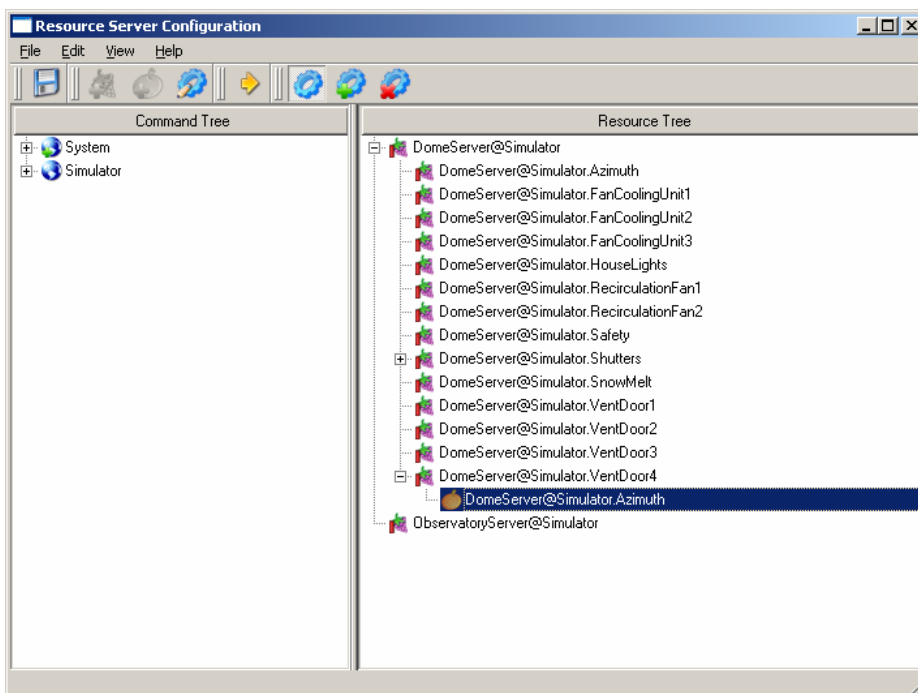 Resource Server Configuration
File Edit View Help
Command Tree
System
Simulator
Resource Tree
DomeServer@Simulator
DomeServer@Simulator.Azimuth
DomeServer@Simulator.FanCoolingUnit1
DomeServer@Simulator.FanCoolingUnit2
DomeServer@Simulator.FanCoolingUnit3
DomeServer@Simulator.HouseLights
DomeServer@Simulator.RecirculationFan1
DomeServer@Simulator.RecirculationFan2
DomeServer@Simulator.Safety
DomeServer@Simulator.Shutters
DomeServer@Simulator.SnowMelt
DomeServer@Simulator.VentDoor1
DomeServer@Simulator.VentDoor2
DomeServer@Simulator.VentDoor3
DomeServer@Simulator.VentDoor4
DomeServer@Simulator.Azimuth
ObservatoryServer@Simulator